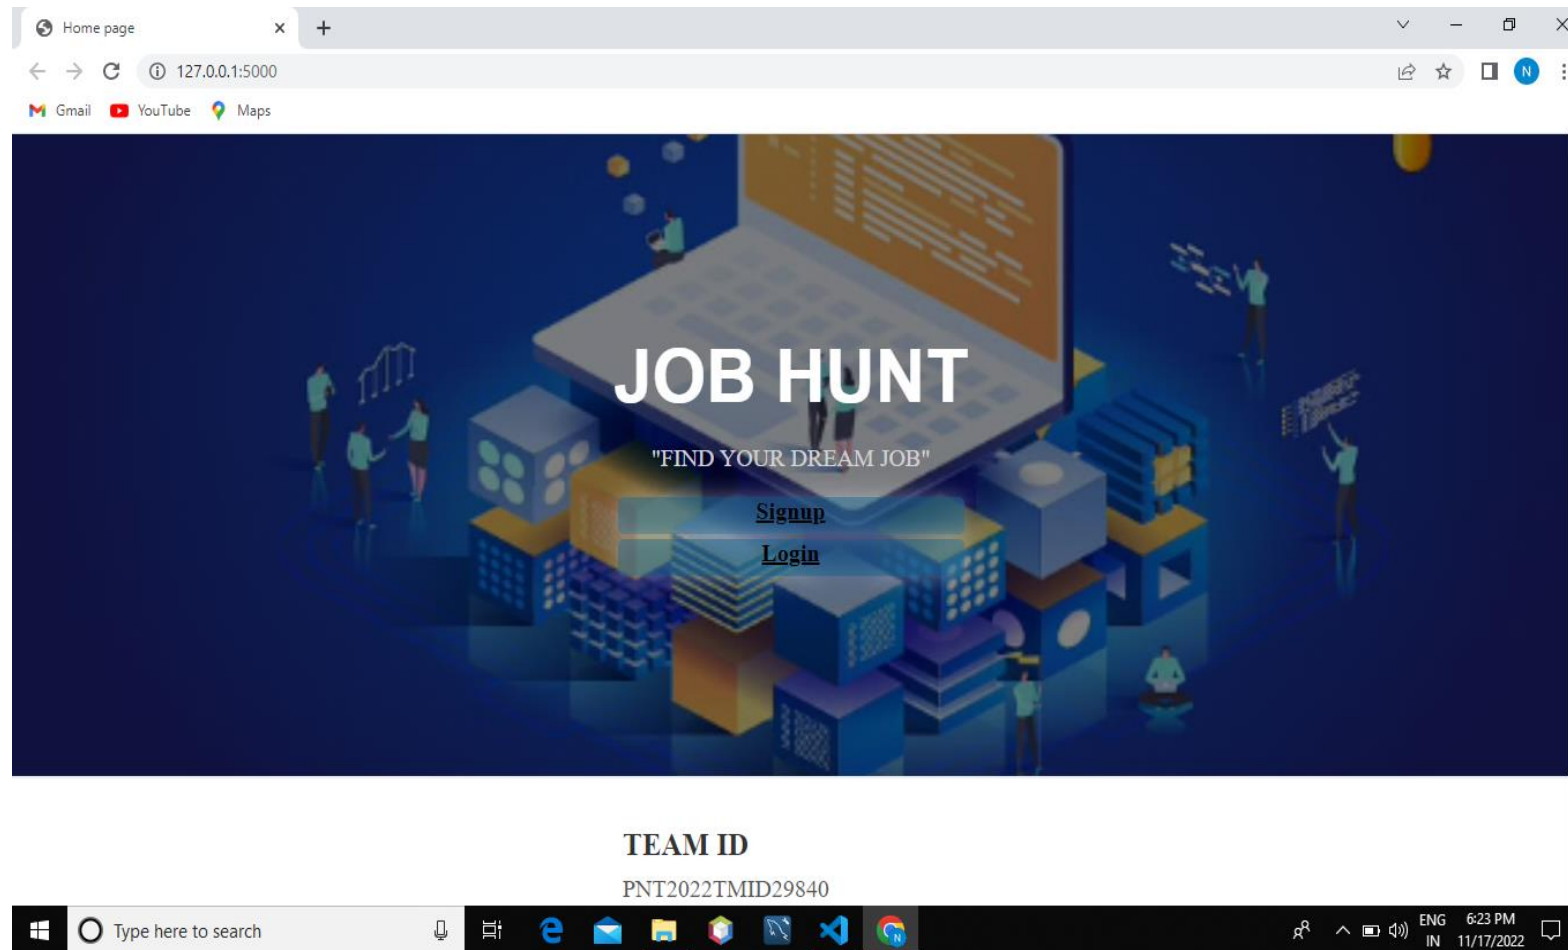 Home page
127.0.0.1:5000
Gmail YouTube Maps
N
JOB HUNT
"FIND YOUR DREAM JOB"
Signup
Login
TEAM ID
PNT2022TMID29840
Type here to search
ENG 6:23 PM
IN 11/17/2022